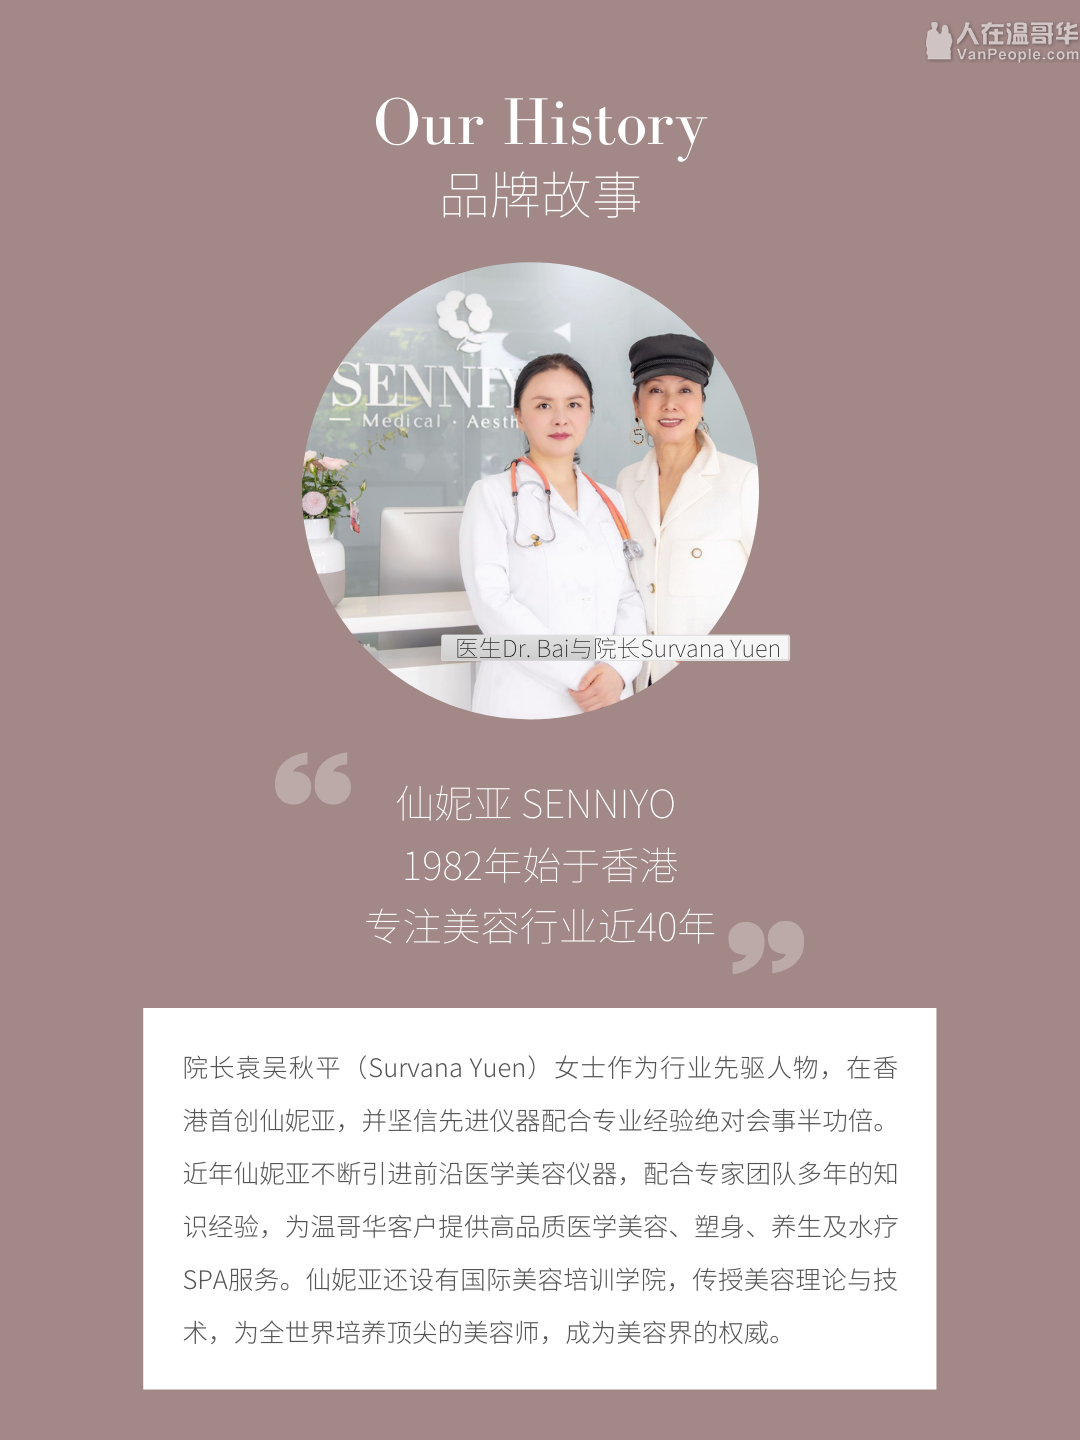 人在温哥华
VanPeople.com
Our History
品牌故事
SENNIY
Medical · Aesth
医生Dr. Bai与院长Survana Yuen
仙妮亚 SENNIYO
1982年始于香港
专注美容行业近40年
院长袁吴秋平（Survana Yuen）女士作为行业先驱人物，在香
港首创仙妮亚，并坚信先进仪器配合专业经验绝对会事半功倍。
近年仙妮亚不断引进前沿医学美容仪器，配合专家团队多年的知
识经验，为温哥华客户提供高品质医学美容、塑身、养生及水疗
SPA服务。仙妮亚还设有国际美容培训学院，传授美容理论与技
术，为全世界培养顶尖的美容师，成为美容界的权威。